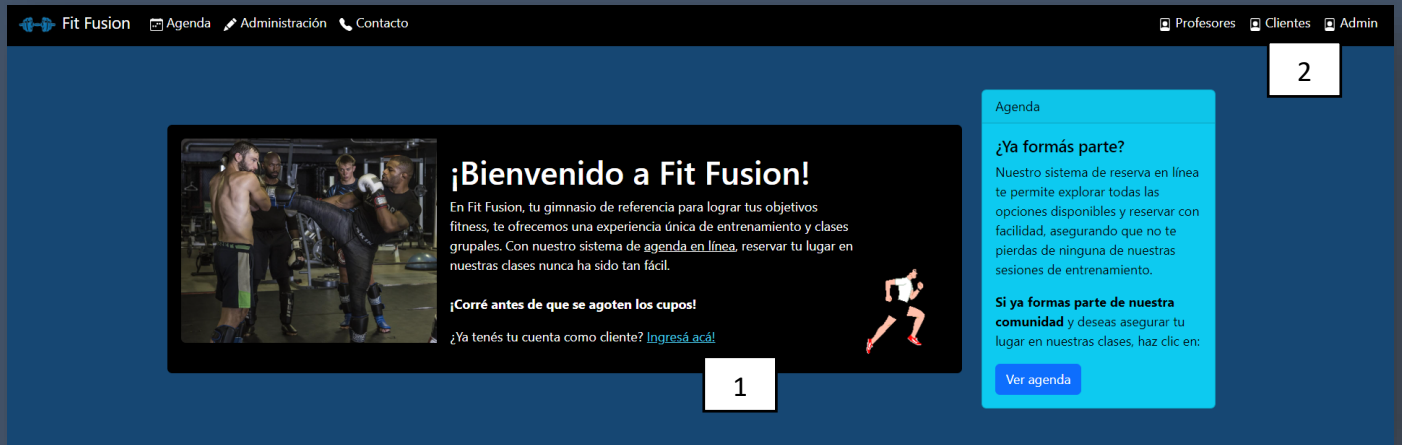 Fit Fusion Agenda Administración Contacto Profesores Clientes Admin
2
¡Bienvenido a Fit Fusion!
En Fit Fusion, tu gimnasio de referencia para lograr tus objetivos
fitness, te ofrecemos una experiencia única de entrenamiento y clases
grupales. Con nuestro sistema de agenda en línea, reservar tu lugar en
nuestras clases nunca ha sido tan fácil.
¡Corré antes de que se agoten los cupos!
¿Ya tenés tu cuenta como cliente? Ingresá acá!
1
Agenda
¿Ya formás parte?
Nuestro sistema de reserva en línea
te permite explorar todas las
opciones disponibles y reservar con
facilidad, asegurando que no te
pierdas de ninguna de nuestras
sesiones de entrenamiento.
Si ya formas parte de nuestra
comunidad y deseas asegurar tu
lugar en nuestras clases, haz clic en:
Ver agenda